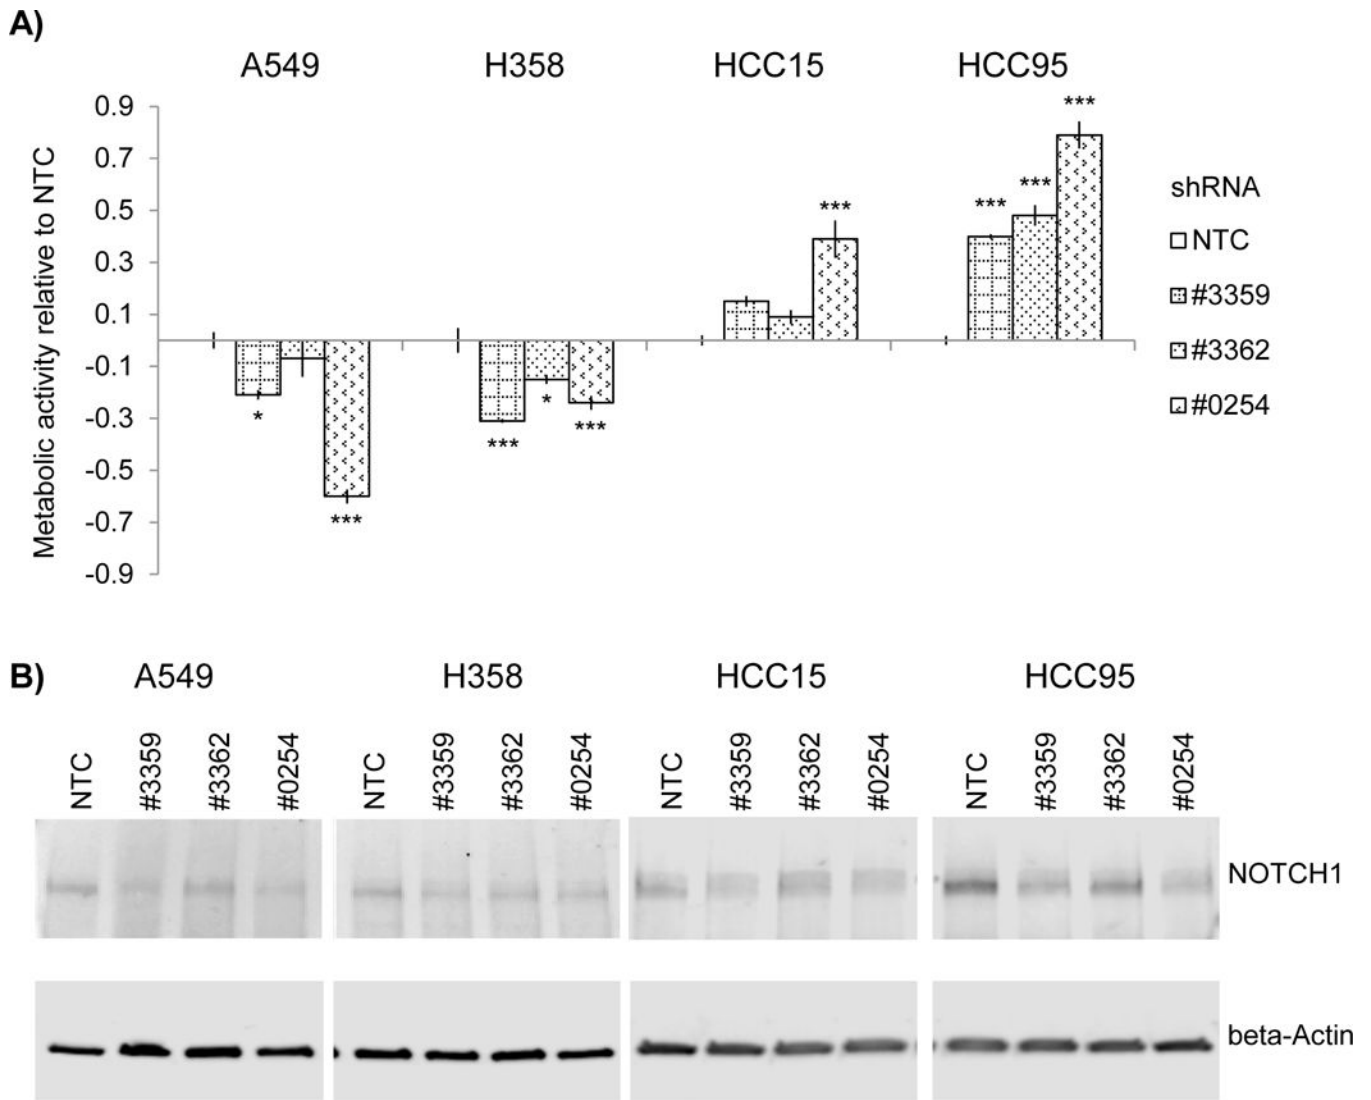 A)
A549 H358 HCC15 HCC95
Metabolic activity relative to NTC
0.9
0.7
0.5
0.3
0.1
-0.1
-0.3
-0.5
-0.7
-0.9
* ***
*** * ***
***
*** *** ***
shRNA
NTC
#3359
#3362
#0254
B)
A549 H358 HCC15 HCC95
NTC #3359 #3362 #0254 NTC #3359 #3362 #0254 NTC #3359 #3362 #0254 NTC #3359 #3362 #0254
NOTCH1
beta-Actin